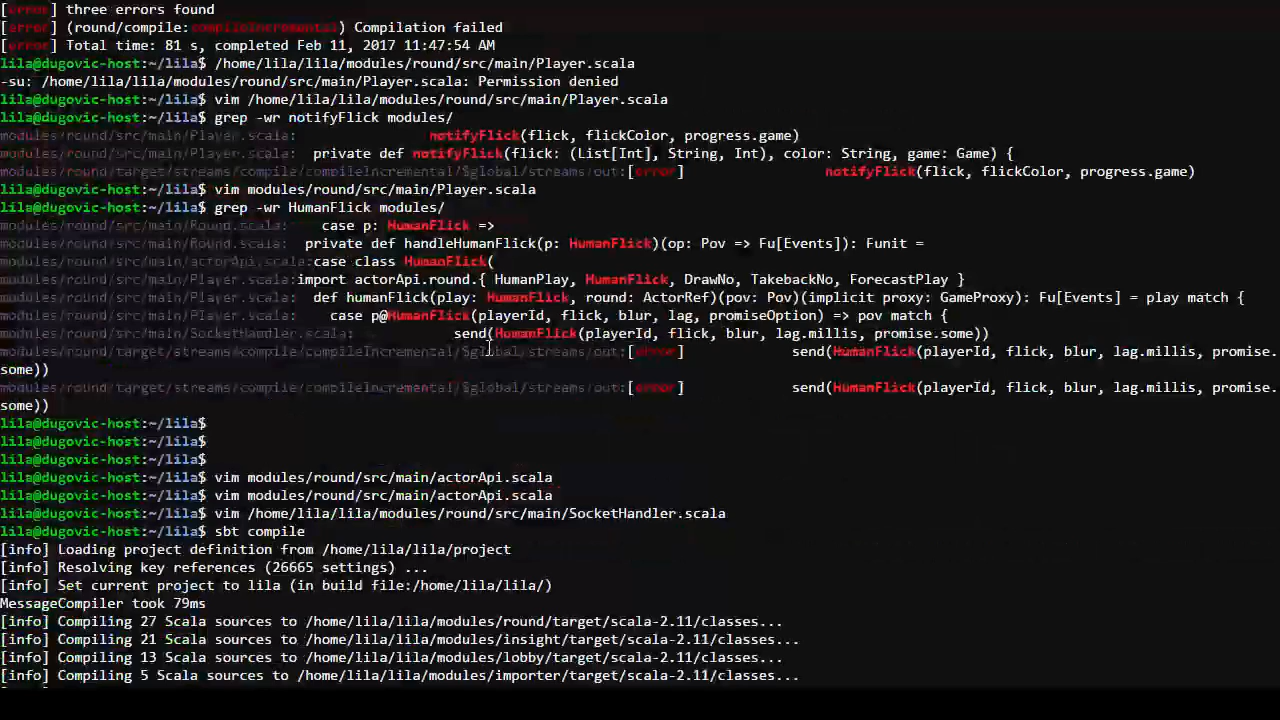 [error] three errors found
[error] (round/compile:compileIncremental) Compilation failed
[error] Total time: 81 s, completed Feb 11, 2017 11:47:54 AM
lila@dugovic-host:~/lila$ /home/lila/lila/modules/round/src/main/Player.scala
-su: /home/lila/lila/modules/round/src/main/Player.scala: Permission denied
lila@dugovic-host:~/lila$ vim /home/lila/lila/modules/round/src/main/Player.scala
lila@dugovic-host:~/lila$ grep -wr notifyFlick modules/
modules/round/src/main/Player.scala: notifyFlick(flick, flickColor, progress.game)
modules/round/src/main/Player.scala: private def notifyFlick(flick: (List[Int], String, Int), color: String, game: Game) {
modules/round/target/streams/compile/compileIncremental/$global/streams/out:[error] notifyFlick(flick, flickColor, progress.game)
lila@dugovic-host:~/lila$ vim modules/round/src/main/Player.scala
lila@dugovic-host:~/lila$ grep -wr HumanFlick modules/
modules/round/src/main/Round.scala: case p: HumanFlick =>
modules/round/src/main/Round.scala: private def handleHumanFlick(p: HumanFlick)(op: Pov => Fu[Events]): Funit =
modules/round/src/main/actorApi.scala:case class HumanFlick(
modules/round/src/main/Player.scala:import actorApi.round.{ HumanPlay, HumanFlick, DrawNo, TakebackNo, ForecastPlay }
modules/round/src/main/Player.scala: def humanFlick(play: HumanFlick, round: ActorRef)(pov: Pov)(implicit proxy: GameProxy): Fu[Events] = play match {
modules/round/src/main/Player.scala: case p@HumanFlick(playerId, flick, blur, lag, promiseOption) => pov match {
modules/round/src/main/SocketHandler.scala: send(HumanFlick(playerId, flick, blur, lag.millis, promise.some))
modules/round/target/streams/compile/compileIncremental/$global/streams/out:[error] send(HumanFlick(playerId, flick, blur, lag.millis, promise.
some))
modules/round/target/streams/compile/compileIncremental/$global/streams/out:[error] send(HumanFlick(playerId, flick, blur, lag.millis, promise.
some))
lila@dugovic-host:~/lila$
lila@dugovic-host:~/lila$
lila@dugovic-host:~/lila$
lila@dugovic-host:~/lila$ vim modules/round/src/main/actorApi.scala
lila@dugovic-host:~/lila$ vim modules/round/src/main/actorApi.scala
lila@dugovic-host:~/lila$ vim /home/lila/lila/modules/round/src/main/SocketHandler.scala
lila@dugovic-host:~/lila$ sbt compile
[info] Loading project definition from /home/lila/lila/project
[info] Resolving key references (26665 settings) ...
[info] Set current project to lila (in build file:/home/lila/lila/)
MessageCompiler took 79ms
[info] Compiling 27 Scala sources to /home/lila/lila/modules/round/target/scala-2.11/classes...
[info] Compiling 21 Scala sources to /home/lila/lila/modules/insight/target/scala-2.11/classes...
[info] Compiling 13 Scala sources to /home/lila/lila/modules/lobby/target/scala-2.11/classes...
[info] Compiling 5 Scala sources to /home/lila/lila/modules/importer/target/scala-2.11/classes...